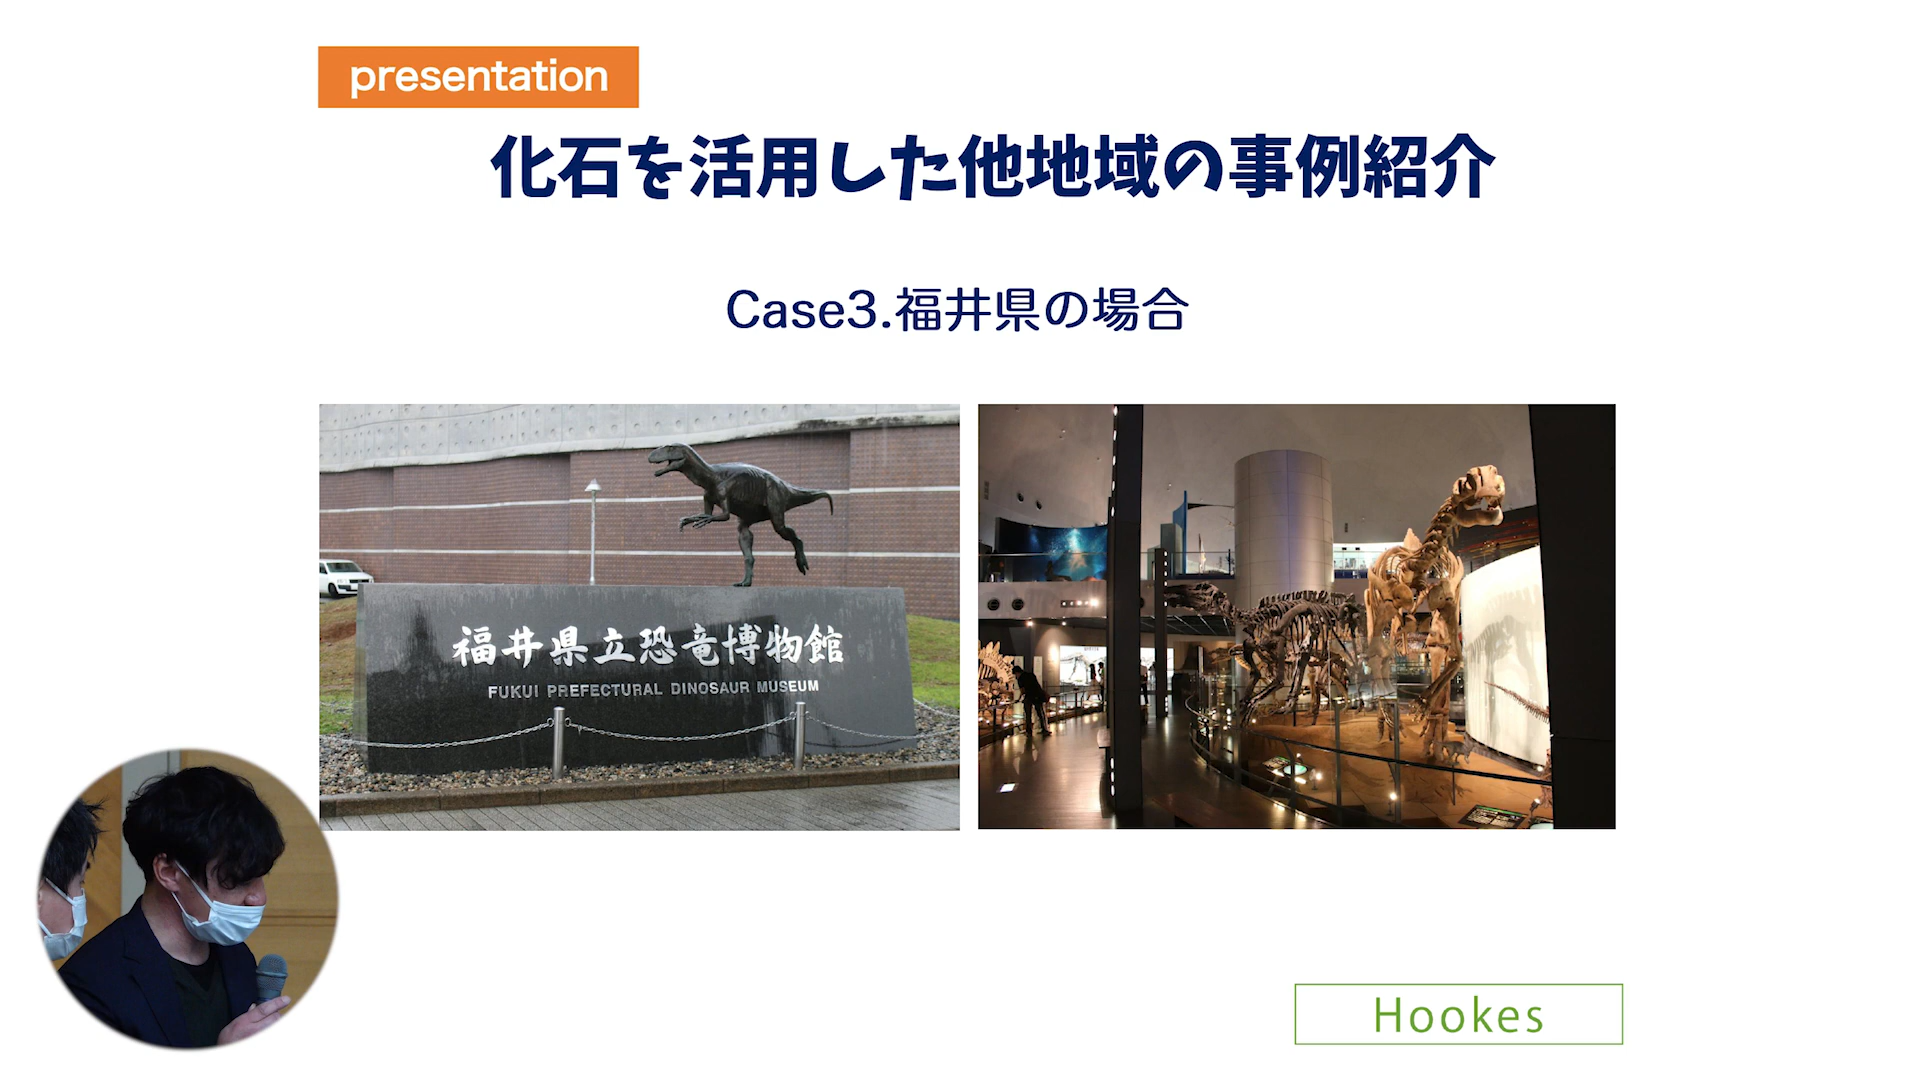 presentation
化石を活用した他地域の事例紹介
Case3.福井県の場合
福井県立恐竜博物館
FUKUI PREFECTURAL DINOSAUR MUSEUM
Hookes